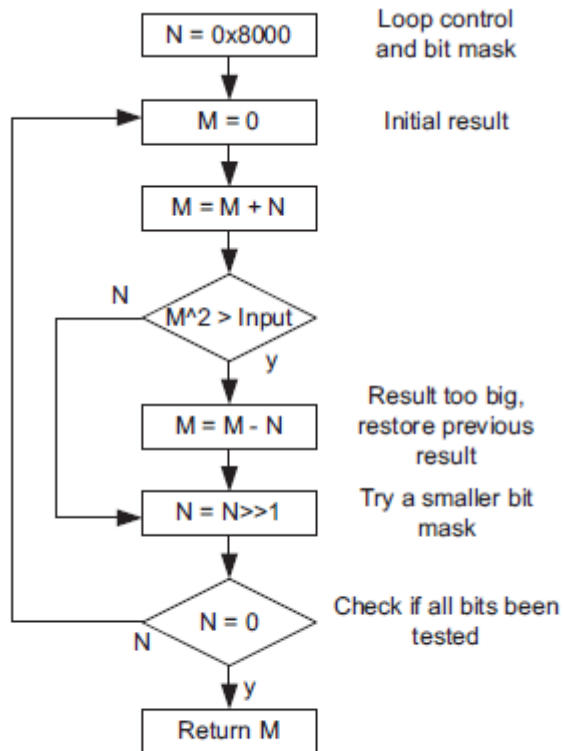 N = 0x8000
Loop control
and bit mask
M = 0
Initial result
M = M + N
M^2 > Input
N
y
M = M - N
Result too big,
restore previous
result
N = N>>1
Try a smaller bit
mask
N = 0
Check if all bits been
tested
N
y
Return M